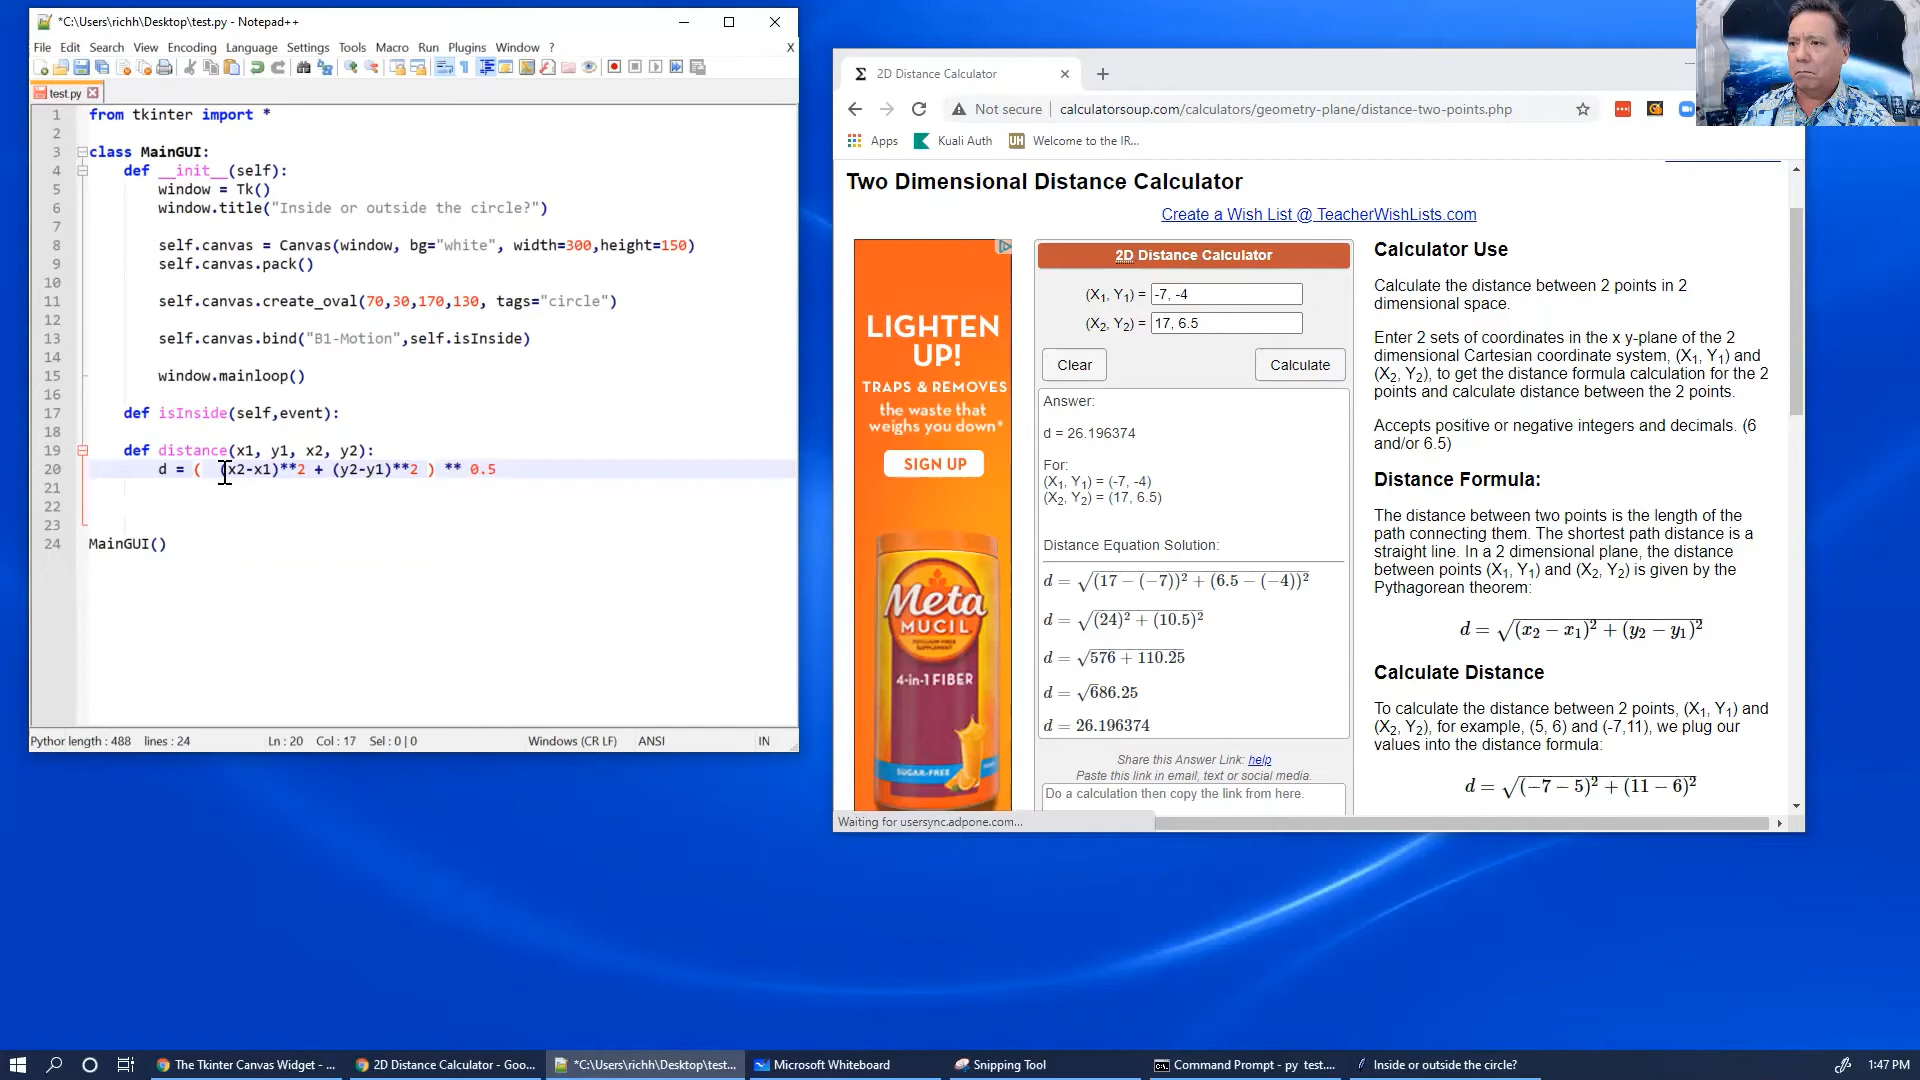 *C:\Users\richh\Desktop\test.py - Notepad++
File Edit Search View Encoding Language Settings Tools Macro Run Plugins Window ? X
test.py
1 from tkinter import *
2
3 class MainGUI:
4 def __init__(self):
5 window = Tk()
6 window.title("Inside or outside the circle?")
7
8 self.canvas = Canvas(window, bg="white", width=300,height=150)
9 self.canvas.pack()
10
11 self.canvas.create_oval(70,30,170,130, tags="circle")
12
13 self.canvas.bind("B1-Motion",self.isInside)
14
15 window.mainloop()
16
17 def isInside(self,event):
18
19 def distance(x1, y1, x2, y2):
20 d = ( (x2-x1)**2 + (y2-y1)**2 ) ** 0.5
21
22
23
24 MainGUI()
Python length : 488 lines : 24 Ln : 20 Col : 17 Sel : 0 | 0 Windows (CR LF) ANSI IN
2D Distance Calculator
Not secure | calculatorsoup.com/calculators/geometry-plane/distance-two-points.php
Apps Kuali Auth UH Welcome to the IR...
Two Dimensional Distance Calculator
Create a Wish List @ TeacherWishLists.com
LIGHTEN
UP!
TRAPS & REMOVES
the waste that
weighs you down*
SIGN UP
Meta
MUCIL
4-in-1 FIBER
SUGAR-FREE
2D Distance Calculator
(X₁, Y₁) = -7, -4
(X₂, Y₂) = 17, 6.5
Clear Calculate
Answer:
d = 26.196374
For:
(X₁, Y₁) = (-7, -4)
(X₂, Y₂) = (17, 6.5)
Distance Equation Solution:
d = √(17 − (−7))² + (6.5 − (−4))²
d = √(24)² + (10.5)²
d = √576 + 110.25
d = √686.25
d = 26.196374
Share this Answer Link: help
Paste this link in email, text or social media.
Do a calculation then copy the link from here.
Calculator Use
Calculate the distance between 2 points in 2
dimensional space.
Enter 2 sets of coordinates in the x y-plane of the 2
dimensional Cartesian coordinate system, (X₁, Y₁) and
(X₂, Y₂), to get the distance formula calculation for the 2
points and calculate distance between the 2 points.
Accepts positive or negative integers and decimals. (6
and/or 6.5)
Distance Formula:
The distance between two points is the length of the
path connecting them. The shortest path distance is a
straight line. In a 2 dimensional plane, the distance
between points (X₁, Y₁) and (X₂, Y₂) is given by the
Pythagorean theorem:
d = √(x₂ − x₁)² + (y₂ − y₁)²
Calculate Distance
To calculate the distance between 2 points, (X₁, Y₁) and
(X₂, Y₂), for example, (5, 6) and (-7,11), we plug our
values into the distance formula:
d = √(−7 − 5)² + (11 − 6)²
Waiting for usersync.adpone.com...
The Tkinter Canvas Widget - ... 2D Distance Calculator - Goo... *C:\Users\richh\Desktop\test... Microsoft Whiteboard Snipping Tool Command Prompt - py test.... Inside or outside the circle? 1:47 PM